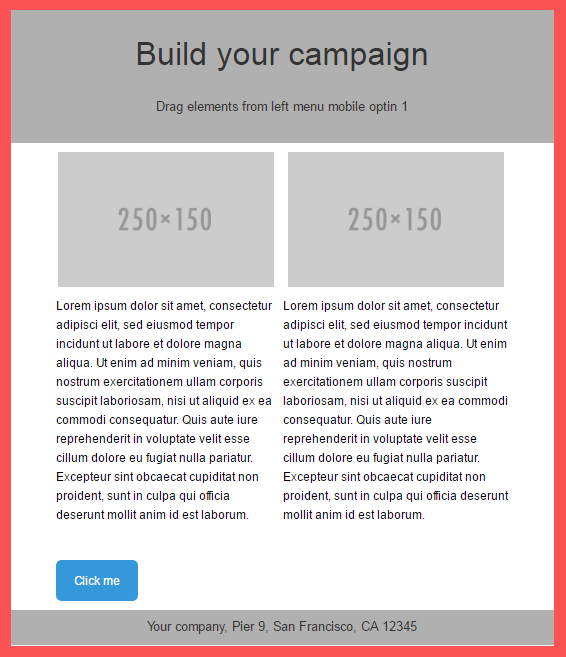 Build your campaign
Drag elements from left menu mobile optin 1
250×150
250×150
Lorem ipsum dolor sit amet, consectetur
adipisci elit, sed eiusmod tempor
incidunt ut labore et dolore magna
aliqua. Ut enim ad minim veniam, quis
nostrum exercitationem ullam corporis
suscipit laboriosam, nisi ut aliquid ex ea
commodi consequatur. Quis aute iure
reprehenderit in voluptate velit esse
cillum dolore eu fugiat nulla pariatur.
Excepteur sint obcaecat cupiditat non
proident, sunt in culpa qui officia
deserunt mollit anim id est laborum.
Lorem ipsum dolor sit amet, consectetur
adipisci elit, sed eiusmod tempor incidunt
ut labore et dolore magna aliqua. Ut enim
ad minim veniam, quis nostrum
exercitationem ullam corporis suscipit
laboriosam, nisi ut aliquid ex ea commodi
consequatur. Quis aute iure
reprehenderit in voluptate velit esse
cillum dolore eu fugiat nulla pariatur.
Excepteur sint obcaecat cupiditat non
proident, sunt in culpa qui officia deserunt
mollit anim id est laborum.
Click me
Your company, Pier 9, San Francisco, CA 12345